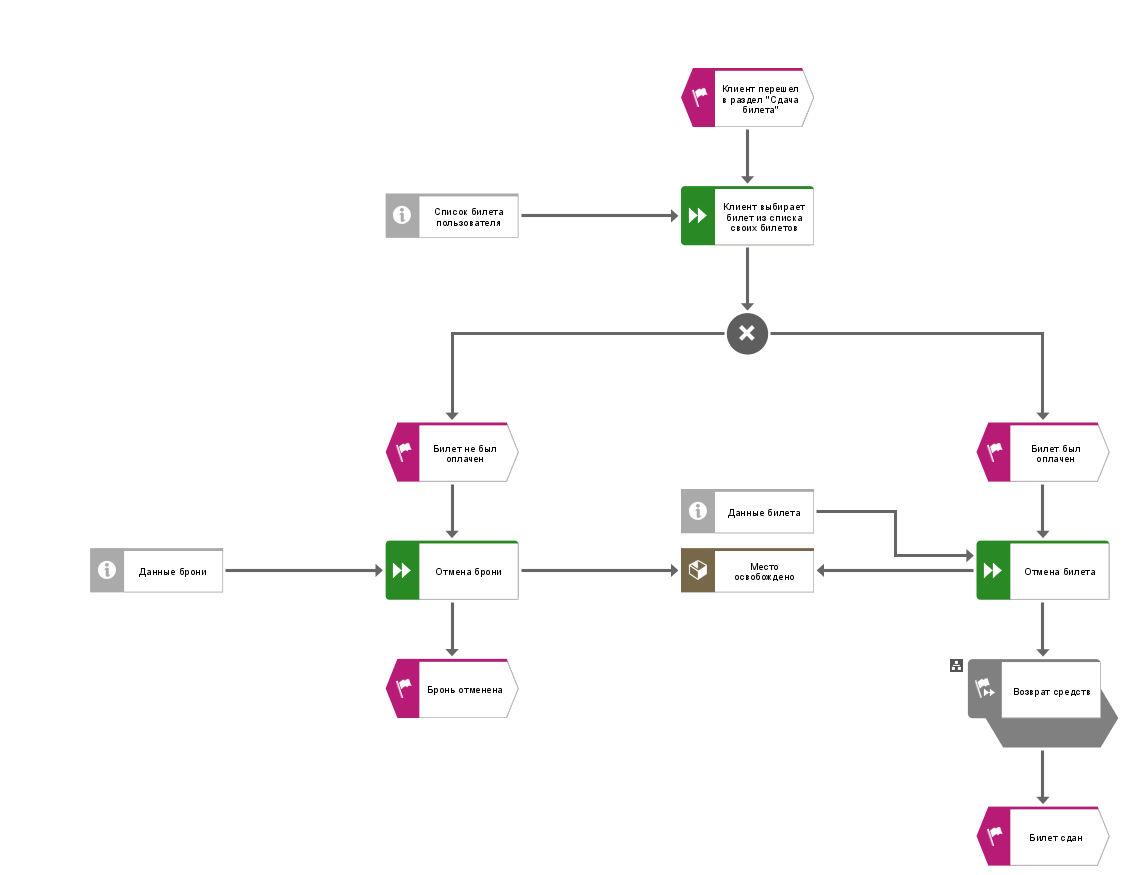 Клиент перешел
в раздел "Сдача
билета"
Список билета
пользователя
Клиент выбирает
билет из списка
своих билетов
Билет не был
оплачен
Билет был
оплачен
Данные билета
Данные брони
Отмена брони
Место
освобождено
Отмена билета
Бронь отменена
Возврат средств
Билет сдан